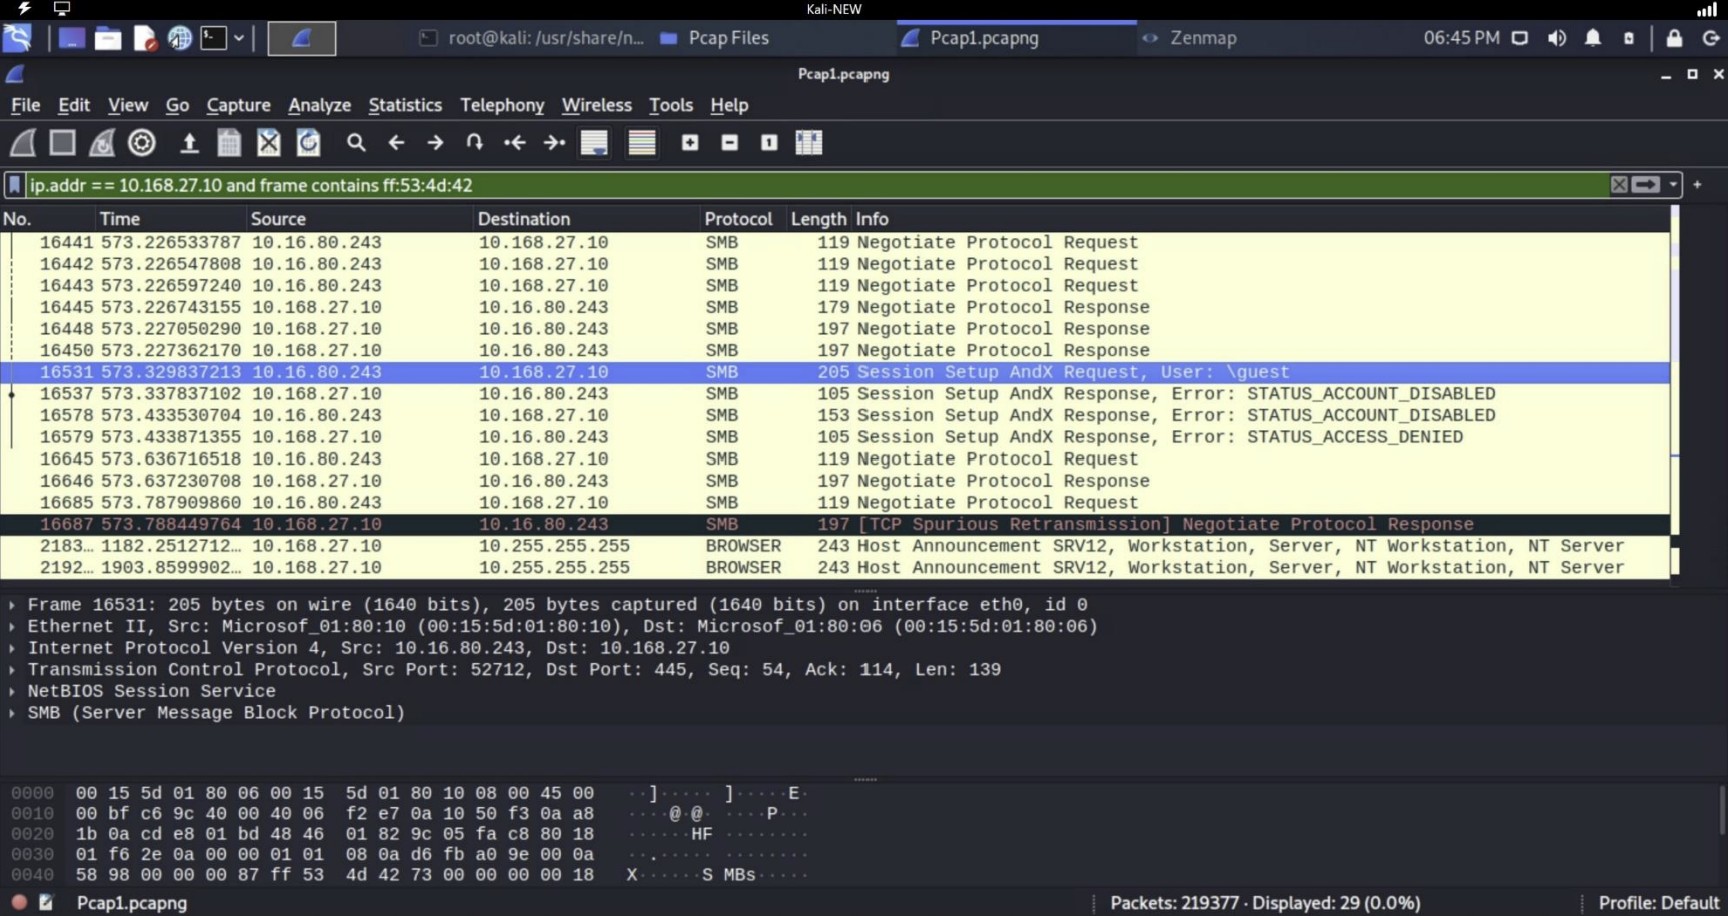 Kali-NEW
root@kali: /usr/share/n... Pcap Files Pcap1.pcapng Zenmap 06:45 PM
Pcap1.pcapng
File Edit View Go Capture Analyze Statistics Telephony Wireless Tools Help
ip.addr == 10.168.27.10 and frame contains ff:53:4d:42
No. Time Source Destination Protocol Length Info
16441 573.226533787 10.16.80.243 10.168.27.10 SMB 119 Negotiate Protocol Request
16442 573.226547808 10.16.80.243 10.168.27.10 SMB 119 Negotiate Protocol Request
16443 573.226597240 10.16.80.243 10.168.27.10 SMB 119 Negotiate Protocol Request
16445 573.226743155 10.168.27.10 10.16.80.243 SMB 179 Negotiate Protocol Response
16448 573.227050290 10.168.27.10 10.16.80.243 SMB 197 Negotiate Protocol Response
16450 573.227362170 10.168.27.10 10.16.80.243 SMB 197 Negotiate Protocol Response
16531 573.329837213 10.16.80.243 10.168.27.10 SMB 205 Session Setup AndX Request, User: \guest
16537 573.337837102 10.168.27.10 10.16.80.243 SMB 105 Session Setup AndX Response, Error: STATUS_ACCOUNT_DISABLED
16578 573.433530704 10.168.27.10 10.16.80.243 SMB 153 Session Setup AndX Response, Error: STATUS_ACCOUNT_DISABLED
16579 573.433871355 10.168.27.10 10.16.80.243 SMB 105 Session Setup AndX Response, Error: STATUS_ACCESS_DENIED
16645 573.636716518 10.16.80.243 10.168.27.10 SMB 119 Negotiate Protocol Request
16646 573.637230708 10.168.27.10 10.16.80.243 SMB 197 Negotiate Protocol Response
16685 573.787909860 10.16.80.243 10.168.27.10 SMB 119 Negotiate Protocol Request
16687 573.788449764 10.168.27.10 10.16.80.243 SMB 197 [TCP Spurious Retransmission] Negotiate Protocol Response
2183… 1182.2512712… 10.168.27.10 10.255.255.255 BROWSER 243 Host Announcement SRV12, Workstation, Server, NT Workstation, NT Server
2192… 1903.8599902… 10.168.27.10 10.255.255.255 BROWSER 243 Host Announcement SRV12, Workstation, Server, NT Workstation, NT Server
Frame 16531: 205 bytes on wire (1640 bits), 205 bytes captured (1640 bits) on interface eth0, id 0
Ethernet II, Src: Microsof_01:80:10 (00:15:5d:01:80:10), Dst: Microsof_01:80:06 (00:15:5d:01:80:06)
Internet Protocol Version 4, Src: 10.16.80.243, Dst: 10.168.27.10
Transmission Control Protocol, Src Port: 52712, Dst Port: 445, Seq: 54, Ack: 114, Len: 139
NetBIOS Session Service
SMB (Server Message Block Protocol)
0000 00 15 5d 01 80 06 00 15 5d 01 80 10 08 00 45 00 ··]····· ]·····E·
0010 00 bf c6 9c 40 00 40 06 f2 e7 0a 10 50 f3 0a a8 ····@·@· ····P···
0020 1b 0a cd e8 01 bd 48 46 01 82 9c 05 fa c8 80 18 ······HF ········
0030 01 f6 2e 0a 00 00 01 01 08 0a d6 fb a0 9e 00 0a ··.····· ········
0040 58 98 00 00 00 87 ff 53 4d 42 73 00 00 00 00 18 X······S MBs·····
Pcap1.pcapng Packets: 219377 · Displayed: 29 (0.0%) Profile: Default